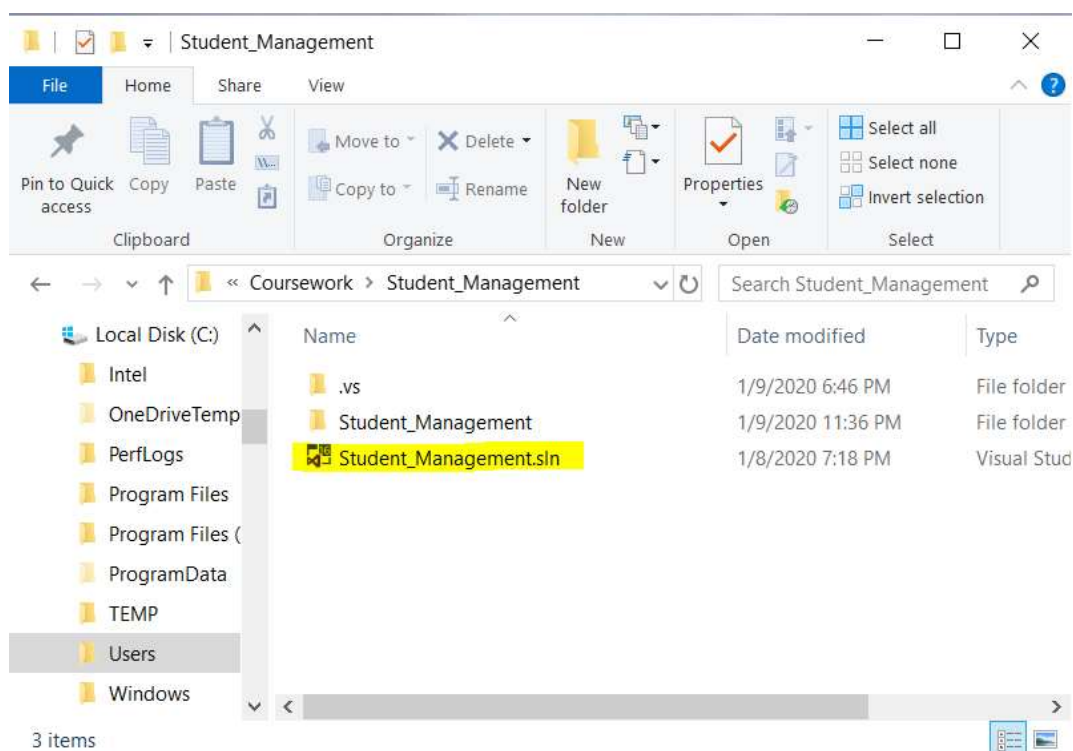 Student_Management
File Home Share View
Pin to Quick access
Copy
Paste
Clipboard
Move to
Copy to
Delete
Rename
Organize
New folder
New
Properties
Open
Select all
Select none
Invert selection
Select
« Coursework > Student_Management
Search Student_Management
Local Disk (C:)
Intel
OneDriveTemp
PerfLogs
Program Files
Program Files (
ProgramData
TEMP
Users
Windows
Name Date modified Type
.vs 1/9/2020 6:46 PM File folder
Student_Management 1/9/2020 11:36 PM File folder
Student_Management.sln 1/8/2020 7:18 PM Visual Stud
3 items